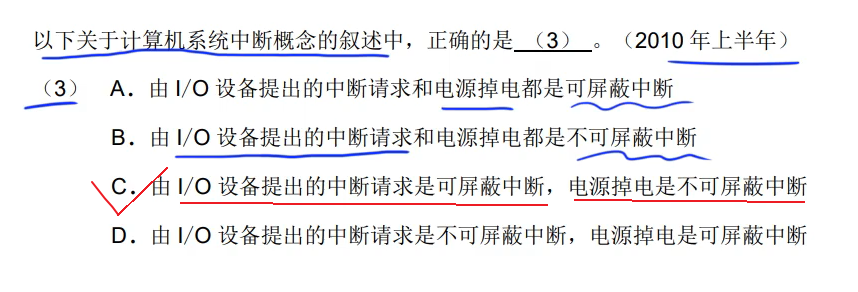 以下关于计算机系统中断概念的叙述中，正确的是 （3） 。（2010 年上半年）
（3） A．由 I/O 设备提出的中断请求和电源掉电都是可屏蔽中断
B．由 I/O 设备提出的中断请求和电源掉电都是不可屏蔽中断
C．由 I/O 设备提出的中断请求是可屏蔽中断，电源掉电是不可屏蔽中断
D．由 I/O 设备提出的中断请求是不可屏蔽中断，电源掉电是可屏蔽中断